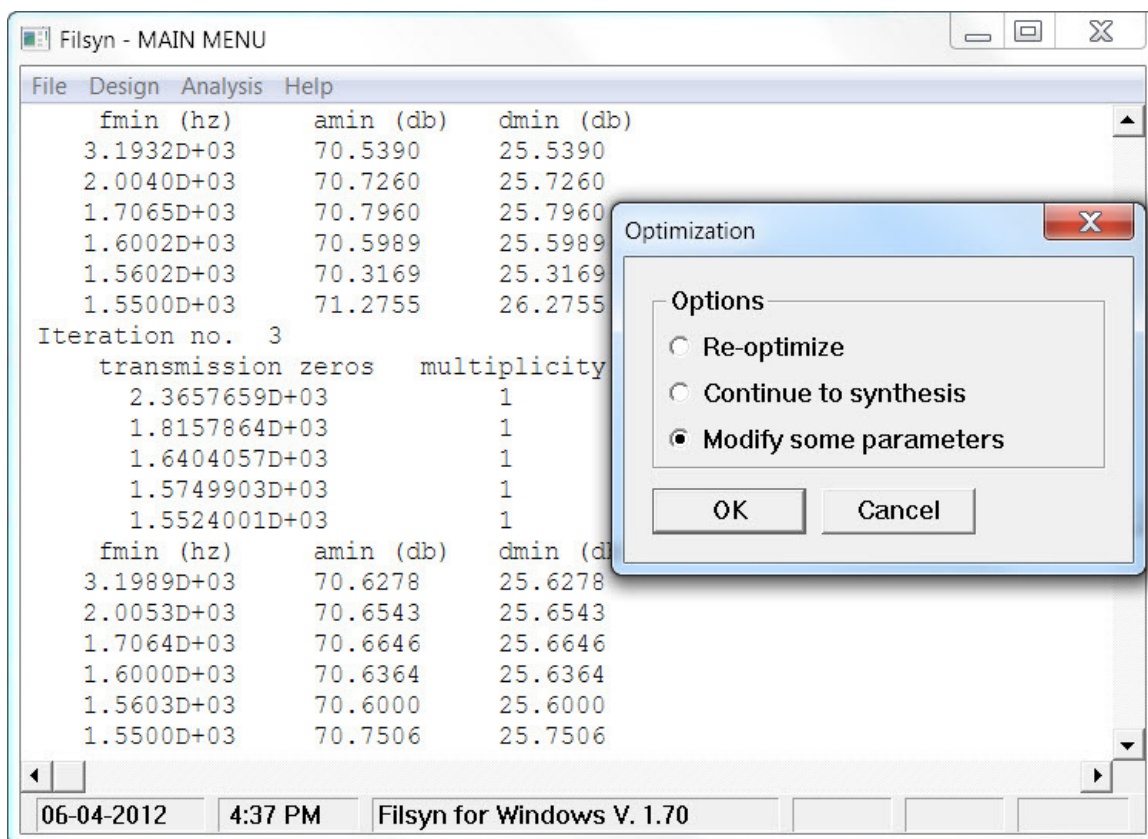 Filsyn - MAIN MENU
File Design Analysis Help
fmin (hz) amin (db) dmin (db)
3.1932D+03 70.5390 25.5390
2.0040D+03 70.7260 25.7260
1.7065D+03 70.7960 25.7960
1.6002D+03 70.5989 25.5989
1.5602D+03 70.3169 25.3169
1.5500D+03 71.2755 26.2755
Iteration no. 3
transmission zeros multiplicity
2.3657659D+03 1
1.8157864D+03 1
1.6404057D+03 1
1.5749903D+03 1
1.5524001D+03 1
fmin (hz) amin (db) dmin
3.1989D+03 70.6278 25.6278
2.0053D+03 70.6543 25.6543
1.7064D+03 70.6646 25.6646
1.6000D+03 70.6364 25.6364
1.5603D+03 70.6000 25.6000
1.5500D+03 70.7506 25.7506
Optimization
Options
Re-optimize
Continue to synthesis
Modify some parameters
OK Cancel
06-04-2012 4:37 PM Filsyn for Windows V. 1.70